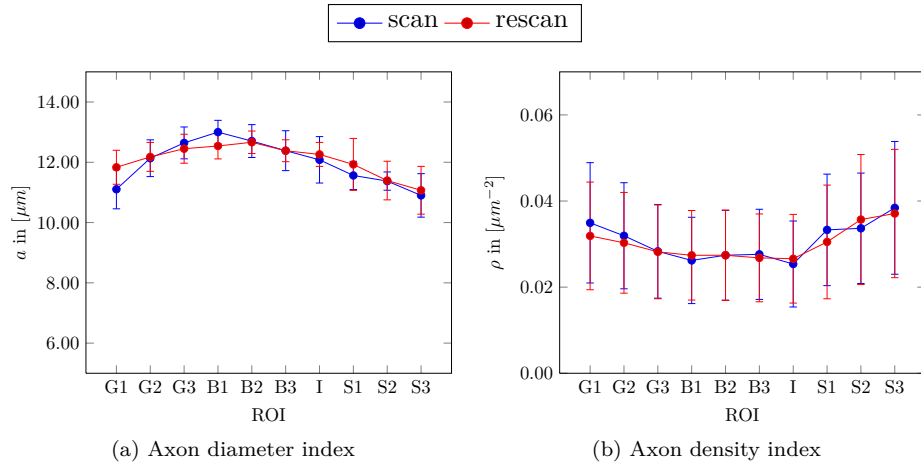 scan rescan
14.00
12.00
10.00
8.00
6.00
a in [μm]
G1 G2 G3 B1 B2 B3 I S1 S2 S3
ROI
(a) Axon diameter index
0.06
0.04
0.02
0.00
ρ in [μm⁻²]
G1 G2 G3 B1 B2 B3 I S1 S2 S3
ROI
(b) Axon density index